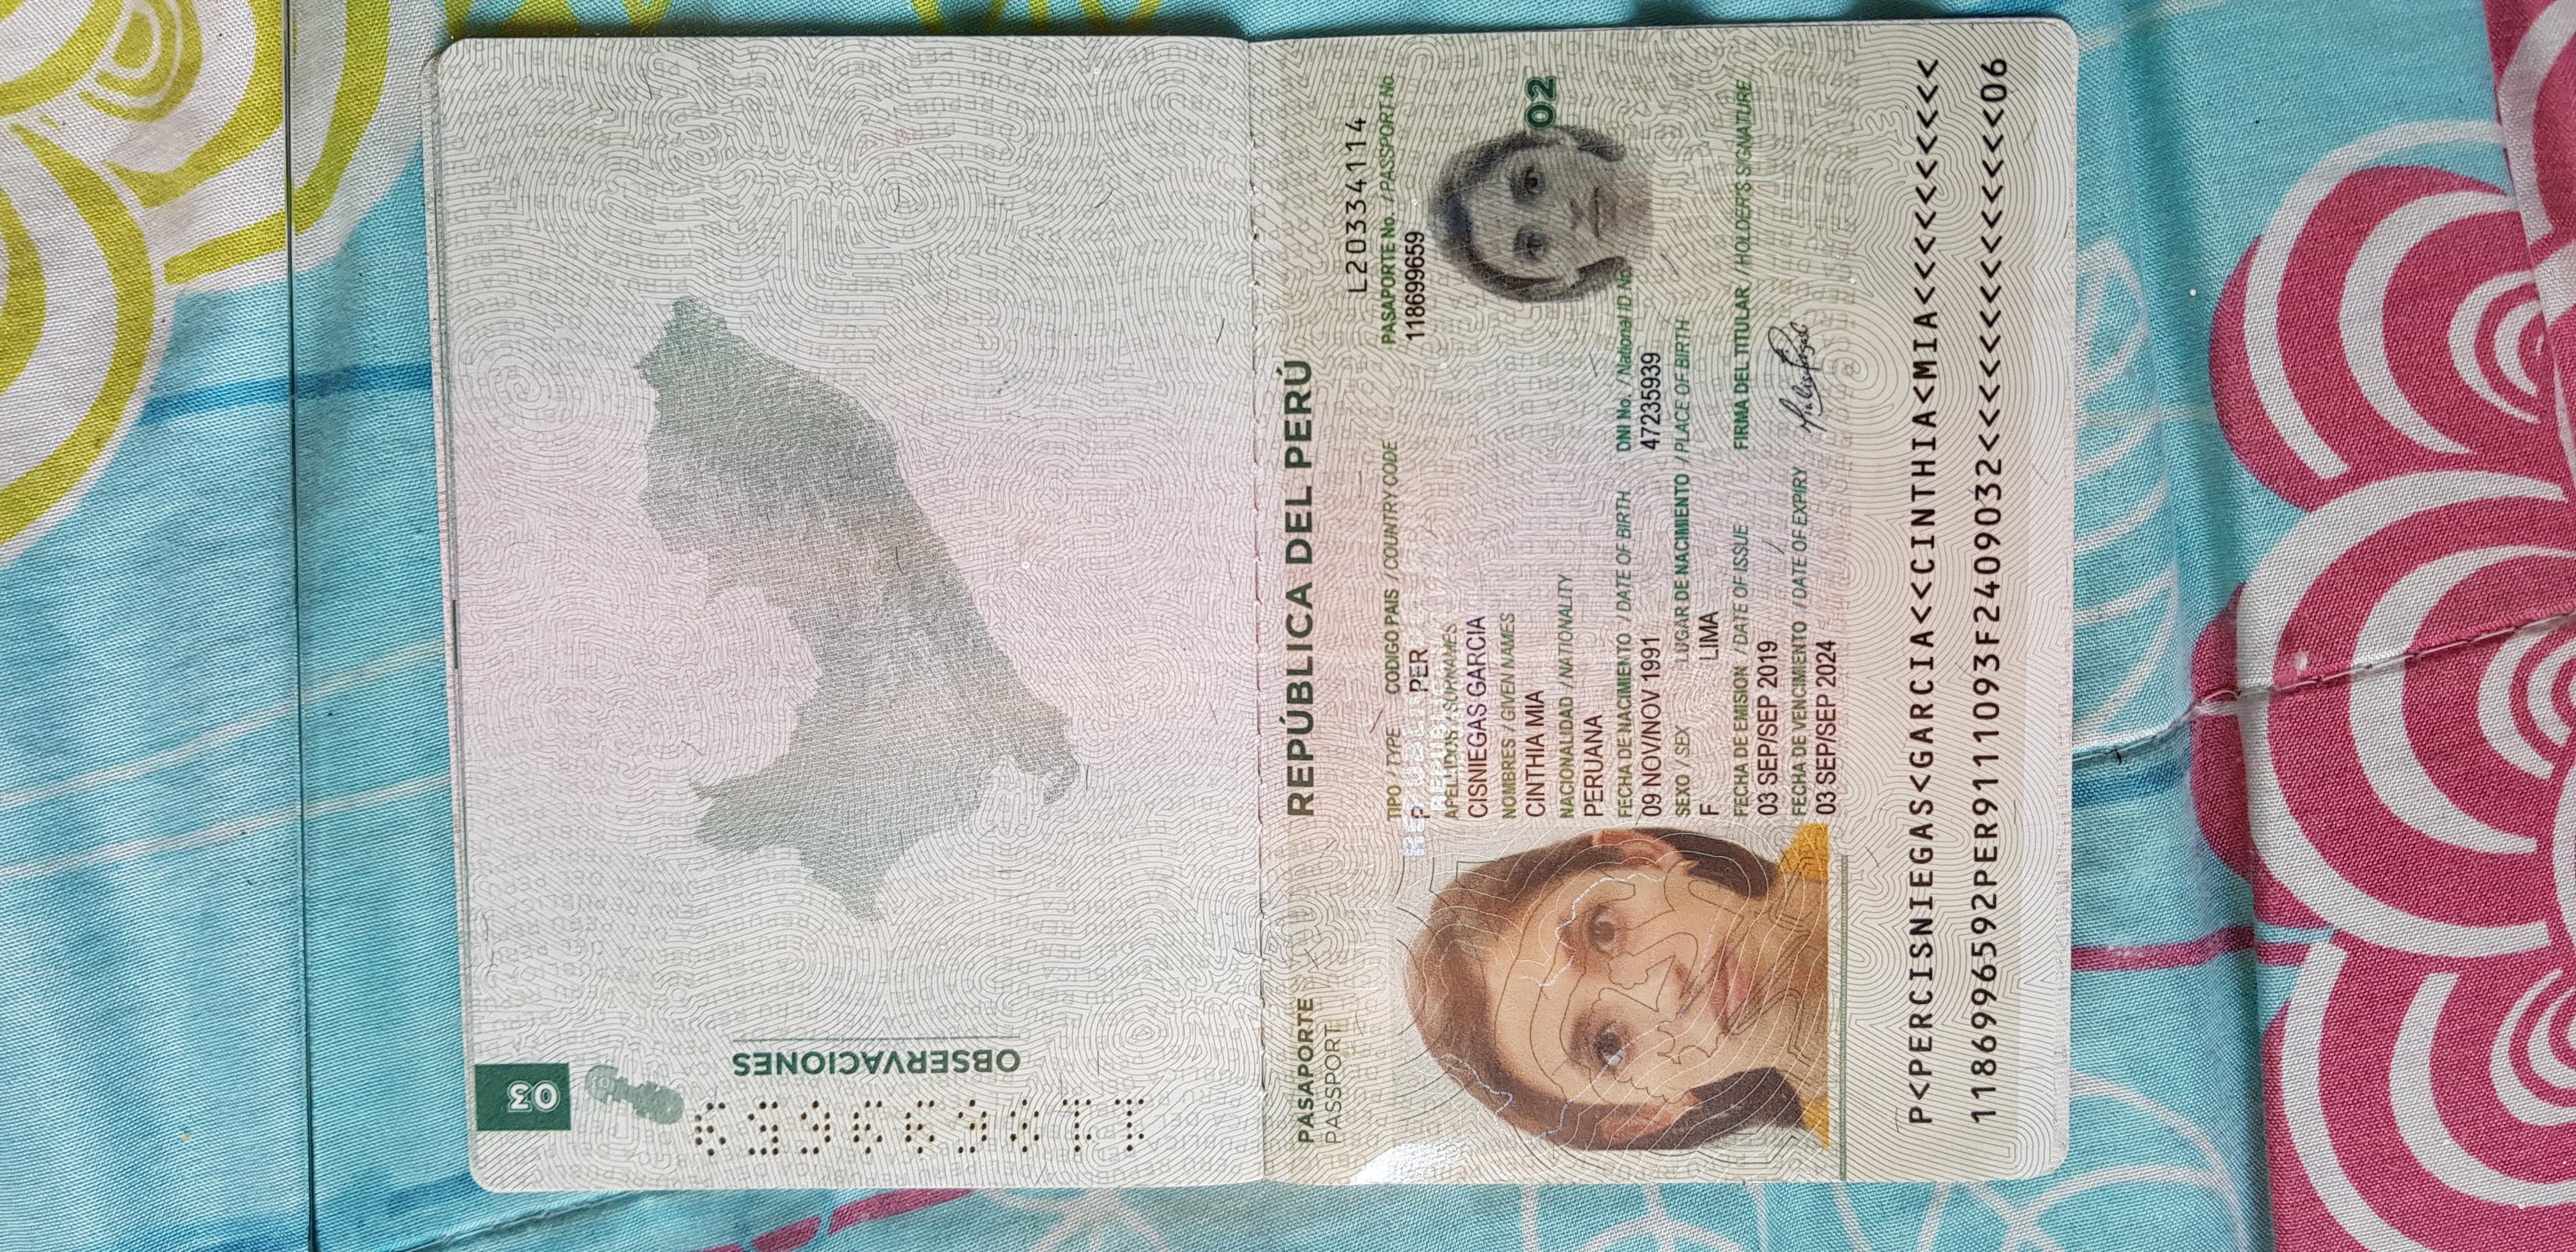 03
OBSERVACIONES
118699659
REPÚBLICA DEL PERÚ
PASAPORTE
PASSPORT
L20334114
TIPO / TYPE CODIGO PAIS / COUNTRY CODE PASAPORTE No. / PASSPORT No.
P PER 118699659
APELLIDOS / SURNAMES
CISNIEGAS GARCIA
NOMBRES / GIVEN NAMES
CINTHIA MIA
02
NACIONALIDAD / NATIONALITY
PERUANA
FECHA DE NACIMIENTO / DATE OF BIRTH DNI No. / National ID No.
09 NOV/NOV 1991 47235939
SEXO / SEX LUGAR DE NACIMIENTO / PLACE OF BIRTH
F LIMA
FECHA DE EMISION / DATE OF ISSUE FIRMA DEL TITULAR / HOLDER'S SIGNATURE
03 SEP/SEP 2019
FECHA DE VENCIMIENTO / DATE OF EXPIRY
03 SEP/SEP 2024
P<PERCISNIEGAS<GARCIA<<CINTHIA<MIA<<<<<<<<<<
1186996592PER9111093F2409032<<<<<<<<<<<<<<06